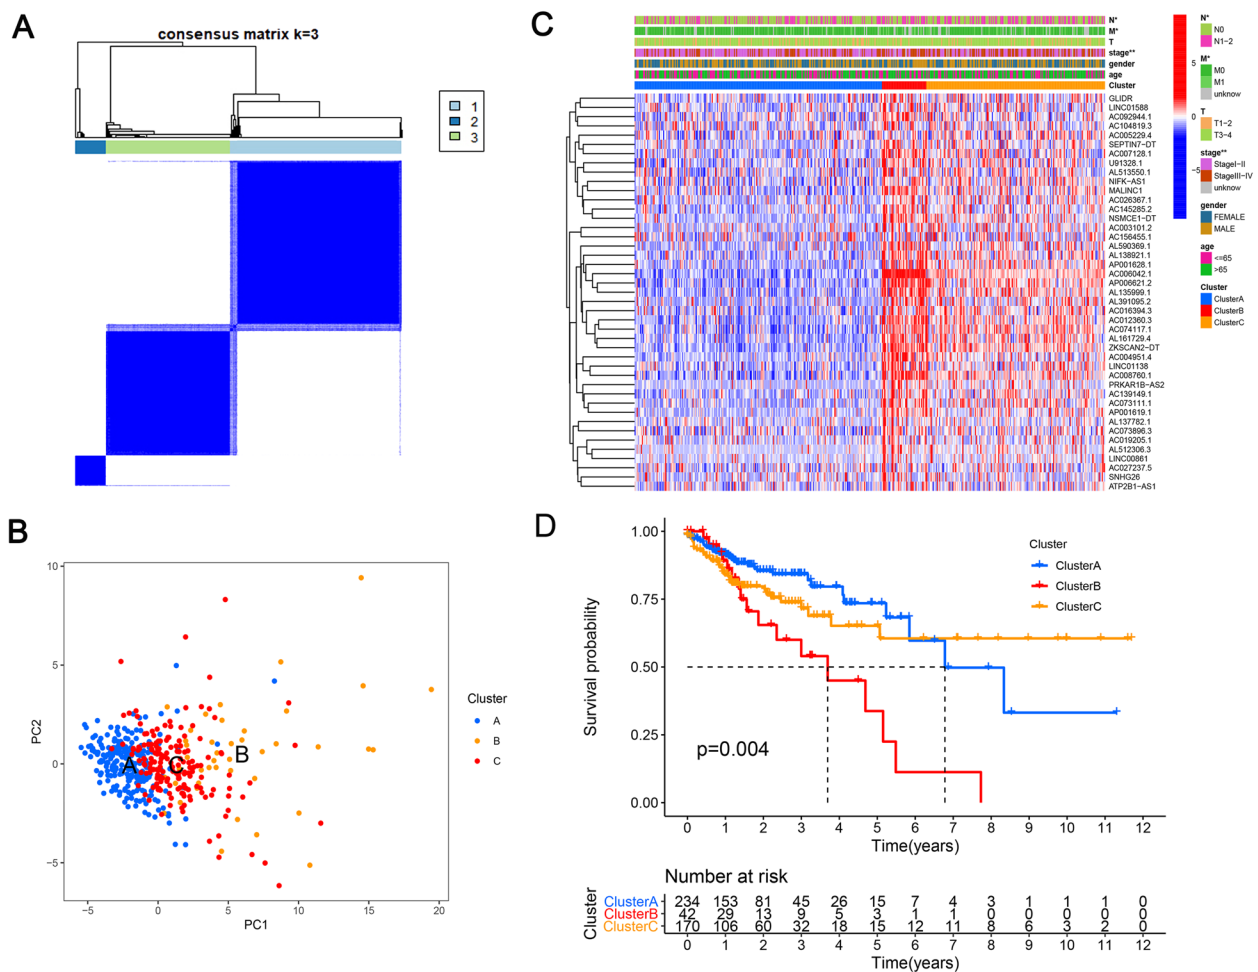 A
consensus matrix k=3
1
2
3
B
10
5
0
−5
PC2
−5
0
5
10
15
20
PC1
A
C
B
Cluster
A
B
C
C
N*
M*
T
stage**
gender
age
Cluster
GLIDR
LINC01588
AC092944.1
AC104819.3
AC005229.4
SEPTIN7−DT
AC007128.1
U91328.1
AL513550.1
NIFK−AS1
MALINC1
AC026367.1
AC145285.2
NSMCE1−DT
AC003101.2
AC156455.1
AL590369.1
AL138921.1
AP001628.1
AC006042.1
AP006621.2
AL135999.1
AL391095.2
AC016394.3
AC012360.3
AC074117.1
AL161729.4
ZKSCAN2−DT
AC004951.4
LINC01138
AC008760.1
PRKAR1B−AS2
AC139149.1
AC073111.1
AP001619.1
AL137782.1
AC073896.3
AC019205.1
AL512306.3
LINC00861
AC027237.5
SNHG26
ATP2B1−AS1
5
0
−5
N*
N0
N1−2
M*
M0
M1
unknow
T
T1−2
T3−4
stage**
StageI−II
StageIII−IV
unknow
gender
FEMALE
MALE
age
<=65
>65
Cluster
ClusterA
ClusterB
ClusterC
D
1.00
0.75
0.50
0.25
0.00
Survival probability
p=0.004
Cluster
ClusterA
ClusterB
ClusterC
0 1 2 3 4 5 6 7 8 9 10 11 12
Time(years)
Number at risk
Cluster
ClusterA 234 153 81 45 26 15 7 4 3 1 1 1 0
ClusterB 42 29 13 9 5 3 1 1 0 0 0 0 0
ClusterC 170 106 60 32 18 15 12 11 8 6 3 2 0
0 1 2 3 4 5 6 7 8 9 10 11 12
Time(years)